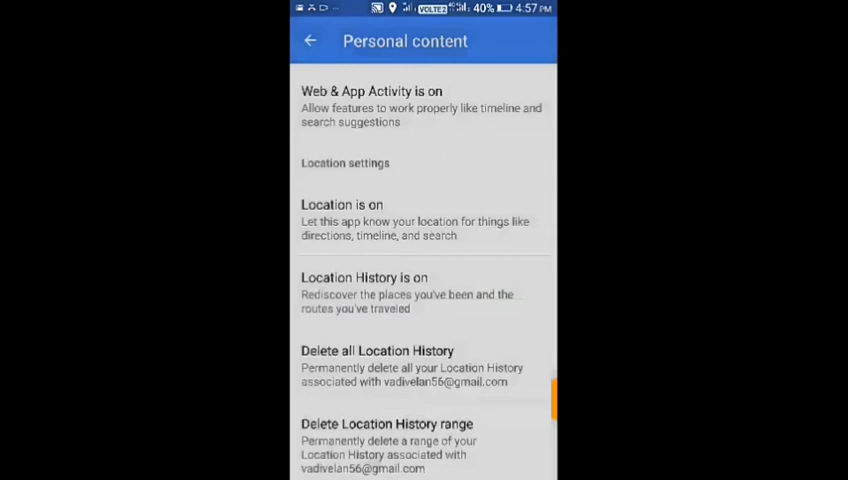 VOLTE2 40% 4:57 PM
Personal content
Web & App Activity is on
Allow features to work properly like timeline and
search suggestions
Location settings
Location is on
Let this app know your location for things like
directions, timeline, and search
Location History is on
Rediscover the places you've been and the
routes you've traveled
Delete all Location History
Permanently delete all your Location History
associated with vadivelan56@gmail.com
Delete Location History range
Permanently delete a range of your
Location History associated with
vadivelan56@gmail.com